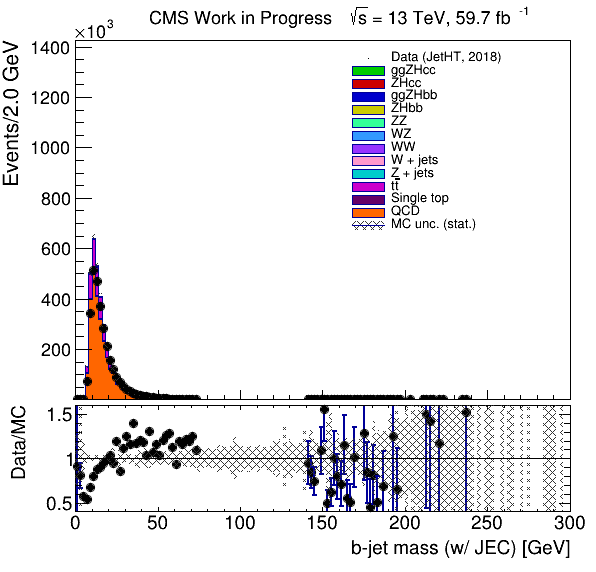 CMS Work in Progress √s = 13 TeV, 59.7 fb⁻¹
×10³
Events/2.0 GeV
1400
1200
1000
800
600
400
200
Data (JetHT, 2018)
ggZHcc
ZHcc
ggZHbb
ZHbb
ZZ
WZ
WW
W + jets
Z + jets
tt̄
Single top
QCD
MC unc. (stat.)
Data/MC
1.5
1
0.5
0 50 100 150 200 250 300
b-jet mass (w/ JEC) [GeV]